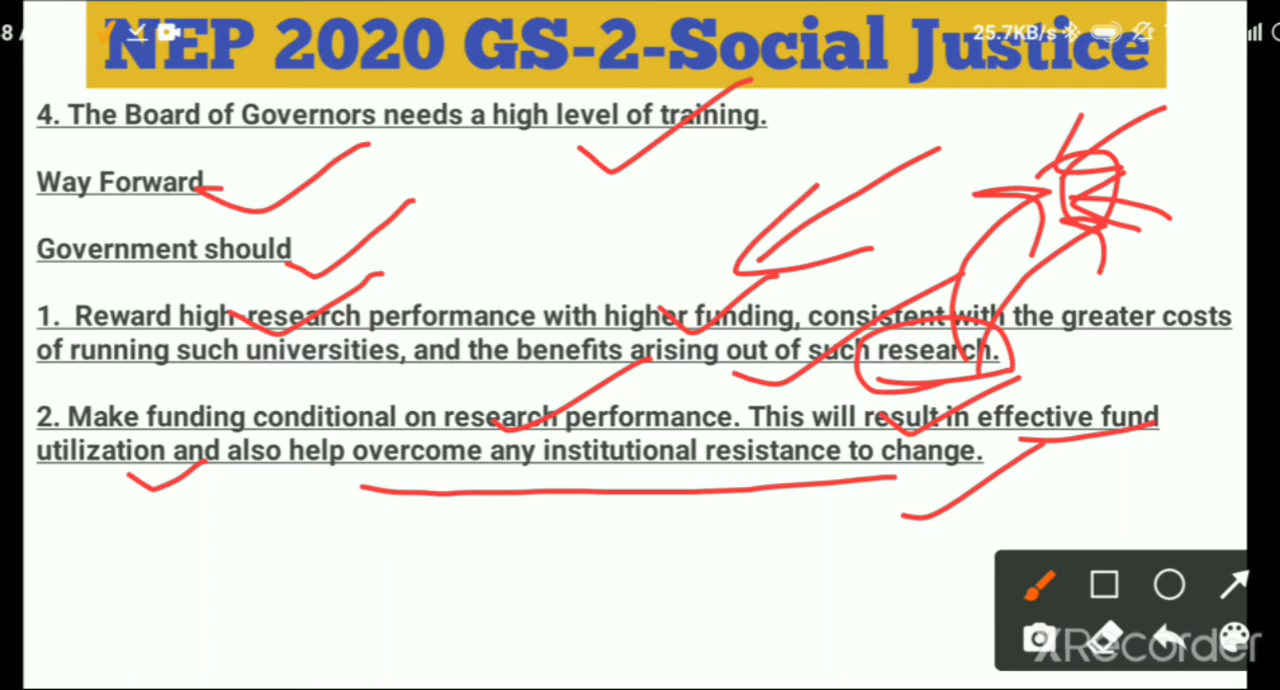 NEP 2020 GS-2-Social Justice
25.7KB/s
4. The Board of Governors needs a high level of training.
Way Forward
Government should
1. Reward high research performance with higher funding, consistent with the greater costs
of running such universities, and the benefits arising out of such research.
2. Make funding conditional on research performance. This will result in effective fund
utilization and also help overcome any institutional resistance to change.
XRecorder